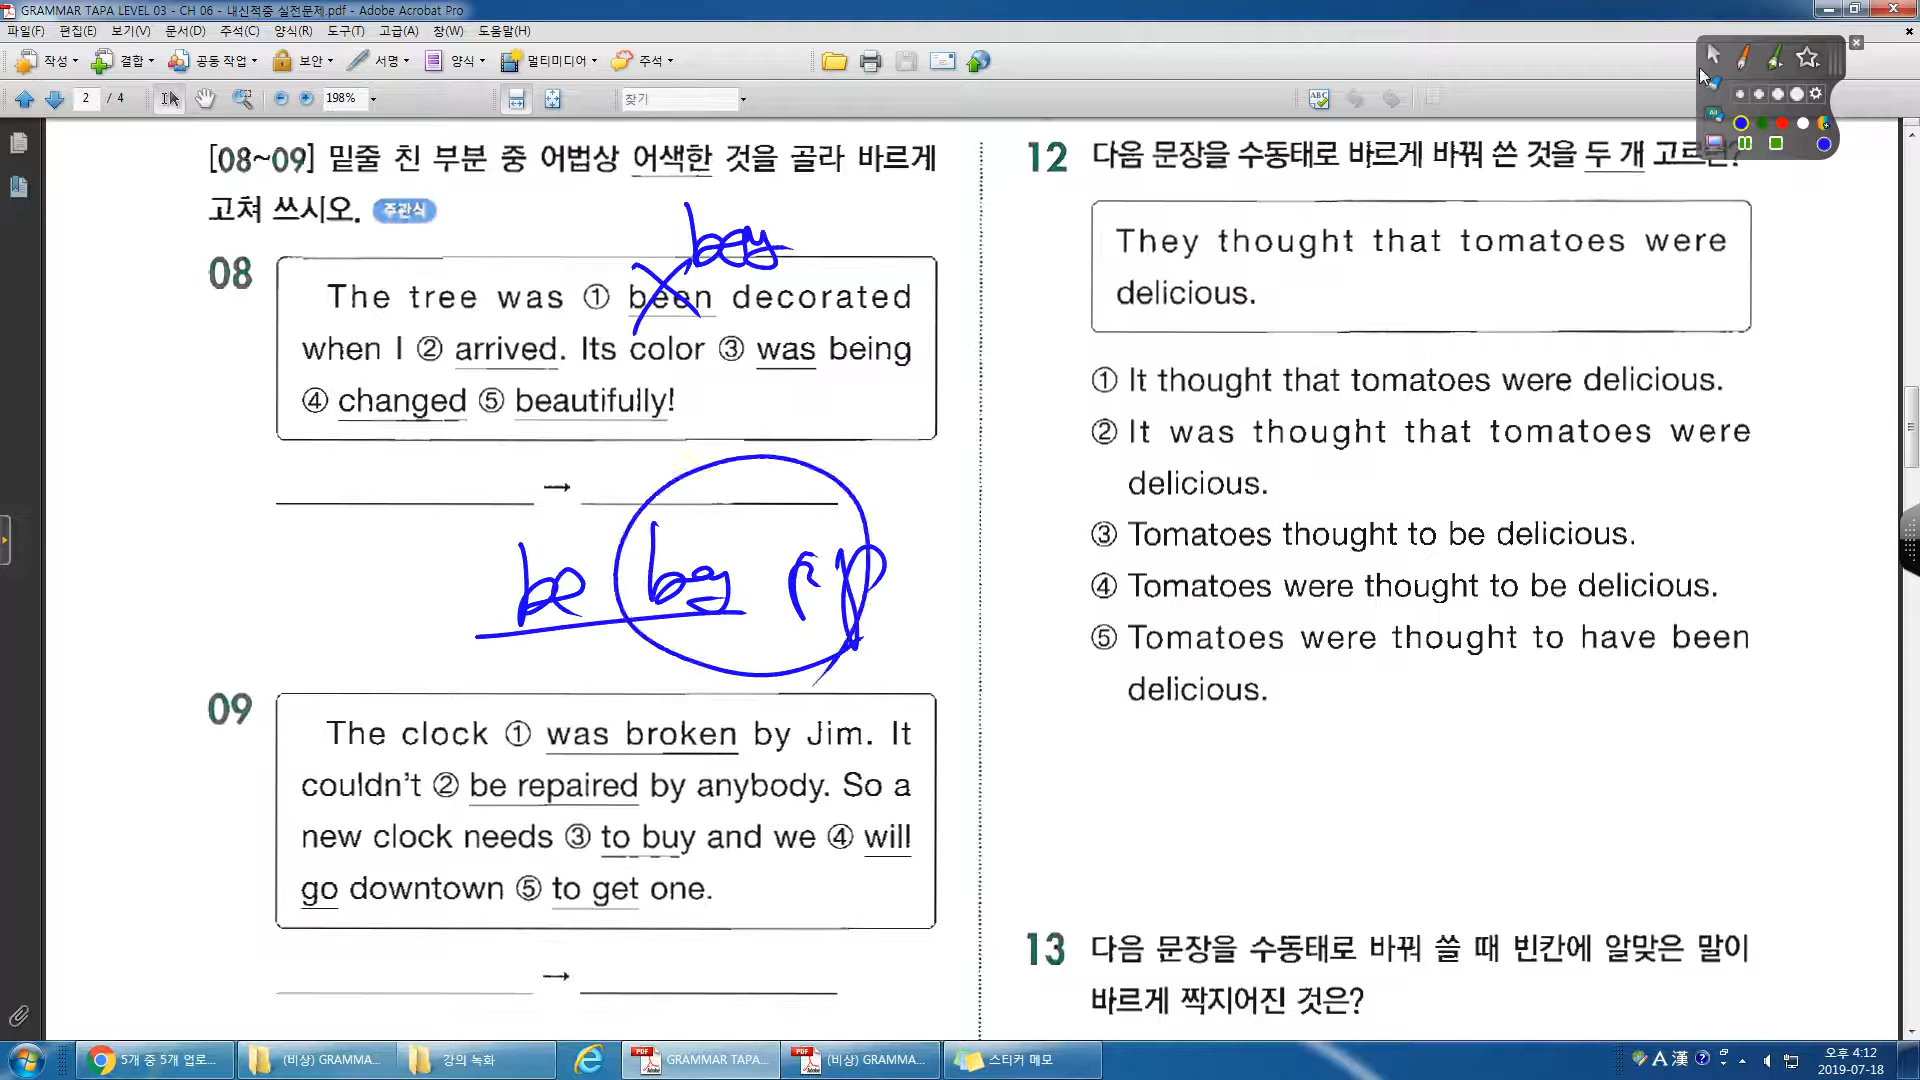 GRAMMAR TAPA LEVEL 03 - CH 06 - 내신적중 실전문제.pdf - Adobe Acrobat Pro
파일(F) 편집(E) 보기(V) 문서(D) 주석(C) 양식(R) 도구(T) 고급(A) 창(W) 도움말(H)
작성 결합 공동 작업 보안 서명 양식 멀티미디어 주석
2 / 4 198% 찾기
[08~09] 밑줄 친 부분 중 어법상 어색한 것을 골라 바르게
고쳐 쓰시오. 주관식
08
The tree was ① been decorated
when I ② arrived. Its color ③ was being
④ changed ⑤ beautifully!
→
be
09
The clock ① was broken by Jim. It
couldn't ② be repaired by anybody. So a
new clock needs ③ to buy and we ④ will
go downtown ⑤ to get one.
→
12 다음 문장을 수동태로 바르게 바꿔 쓴 것을 두 개 고르면?
They thought that tomatoes were
delicious.
① It thought that tomatoes were delicious.
② It was thought that tomatoes were
delicious.
③ Tomatoes thought to be delicious.
④ Tomatoes were thought to be delicious.
⑤ Tomatoes were thought to have been
delicious.
13 다음 문장을 수동태로 바꿔 쓸 때 빈칸에 알맞은 말이
바르게 짝지어진 것은?
5개 중 5개 업로... (비상) GRAMMA... 강의 녹화 GRAMMAR TAPA... (비상) GRAMMA... 스티커 메모 A 漢 오후 4:12
2019-07-18